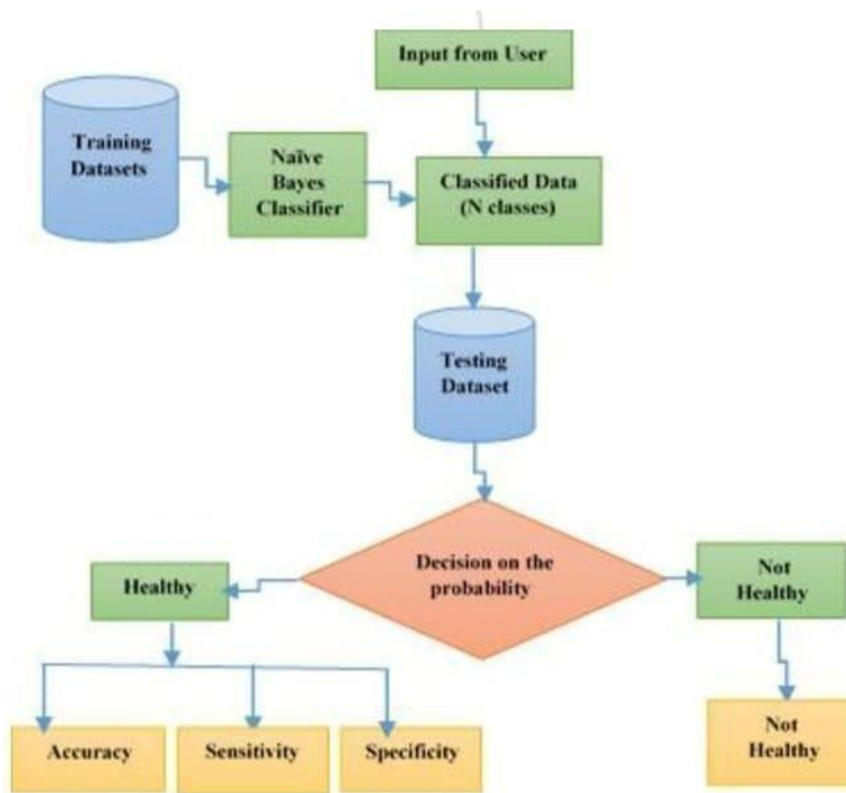 Input from User
Training
Datasets
Naïve
Bayes
Classifier
Classified Data
(N classes)
Testing
Dataset
Decision on the
probability
Healthy
Not
Healthy
Accuracy
Sensitivity
Specificity
Not
Healthy